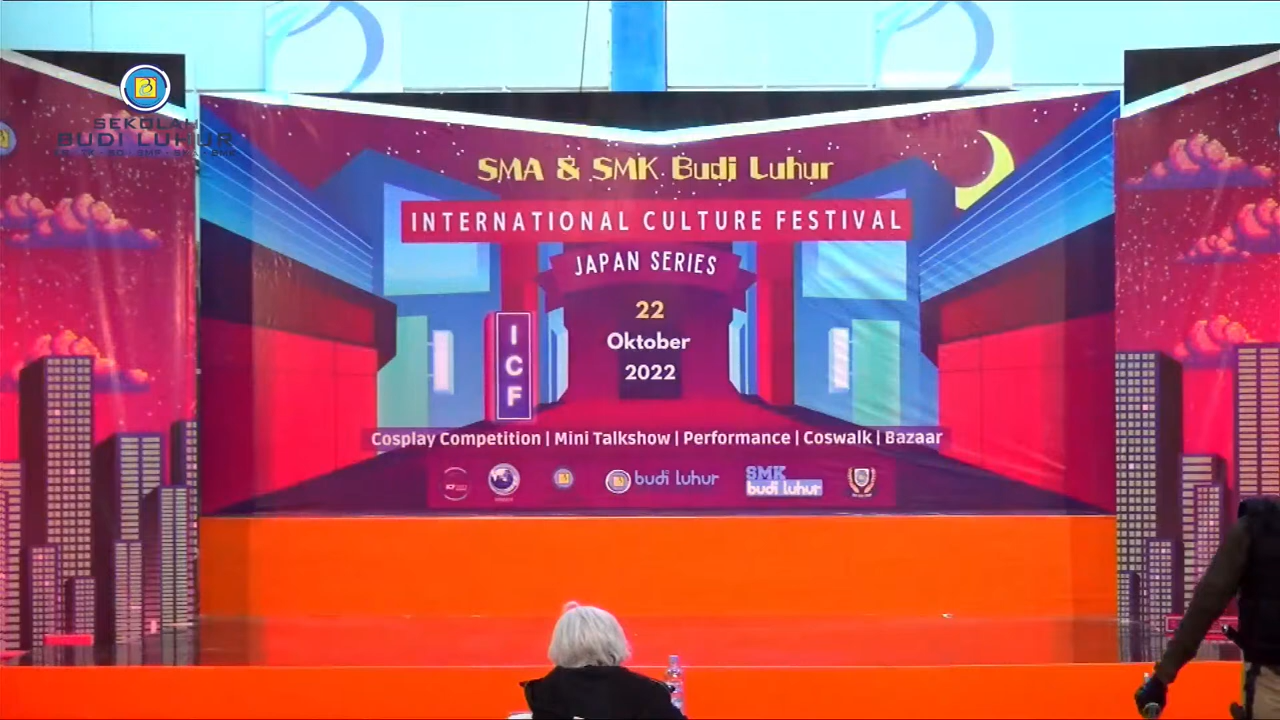 SEKOLAH
BUDI LUHUR
SMA & SMK Budi Luhur
INTERNATIONAL CULTURE FESTIVAL
JAPAN SERIES
22
Oktober
2022
ICF
Cosplay Competition | Mini Talkshow | Performance | Coswalk | Bazaar
budi luhur
SMK
budi luhur